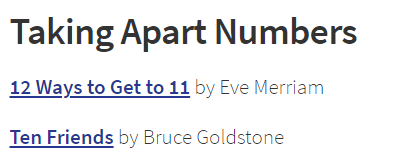 Taking Apart Numbers
12 Ways to Get to 11 by Eve Merriam
Ten Friends by Bruce Goldstone